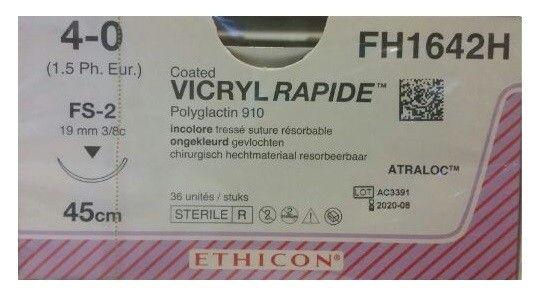 4-0
(1.5 Ph. Eur.)
FS-2
19 mm 3/8c
45cm
Coated
VICRYL RAPIDE™
Polyglactin 910
incolore tressé suture résorbable
ongekleurd gevlochten
chirurgisch hechtmateriaal resorbeerbaar
36 unités / stuks
STERILE R
FH1642H
ATRALOC™
LOT AC3391
2020-08
ETHICON®